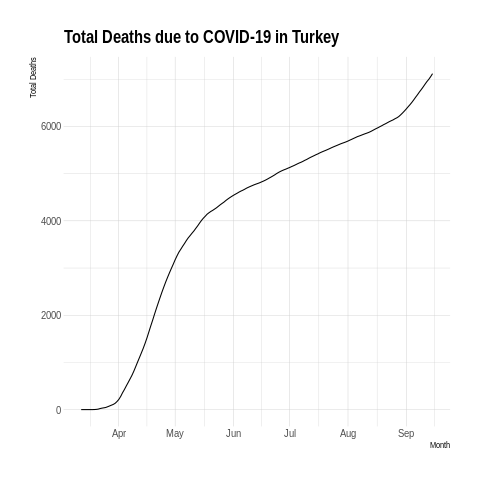 Total Deaths due to COVID-19 in Turkey
Total Deaths
6000
4000
2000
0
Apr May Jun Jul Aug Sep
Month